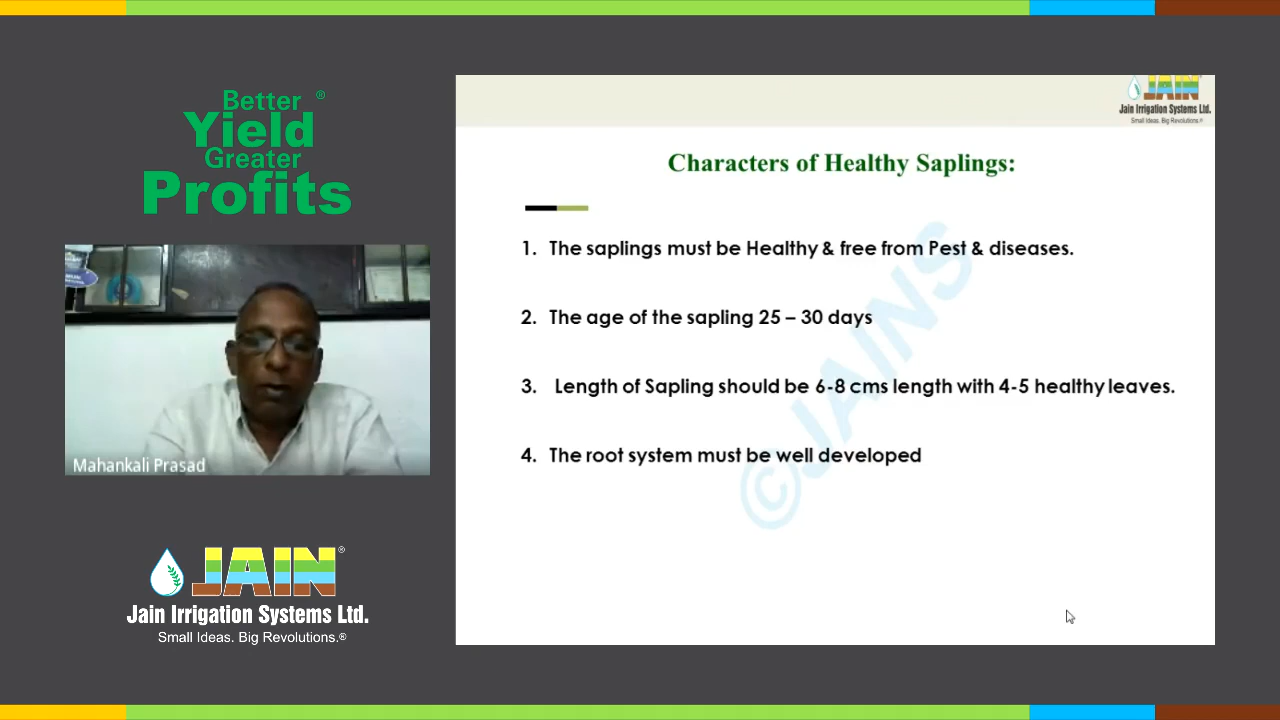 Better ®
Yield
Greater
Profits
Mahankali Prasad
JAIN®
Jain Irrigation Systems Ltd.
Small Ideas. Big Revolutions.®
JAIN
Jain Irrigation Systems Ltd.
Small Ideas. Big Revolutions.®
Characters of Healthy Saplings:
1. The saplings must be Healthy & free from Pest & diseases.
2. The age of the sapling 25 – 30 days
3. Length of Sapling should be 6-8 cms length with 4-5 healthy leaves.
4. The root system must be well developed
©JAINS